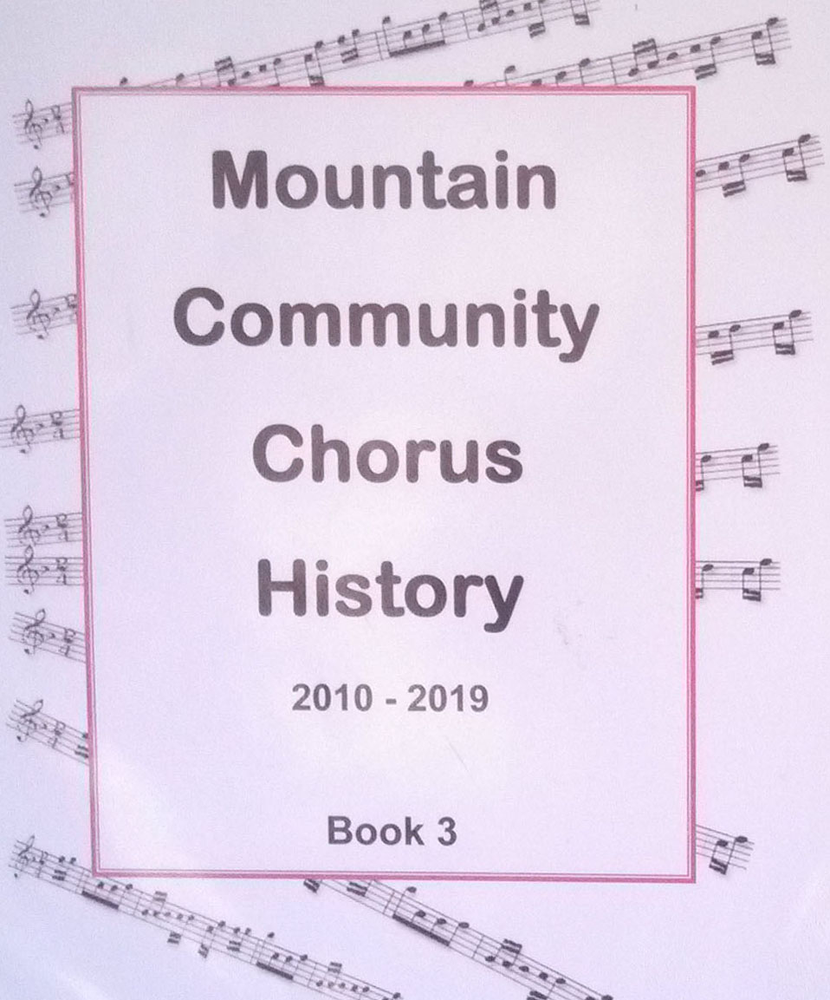 Mountain
Community
Chorus
History
2010 - 2019
Book 3